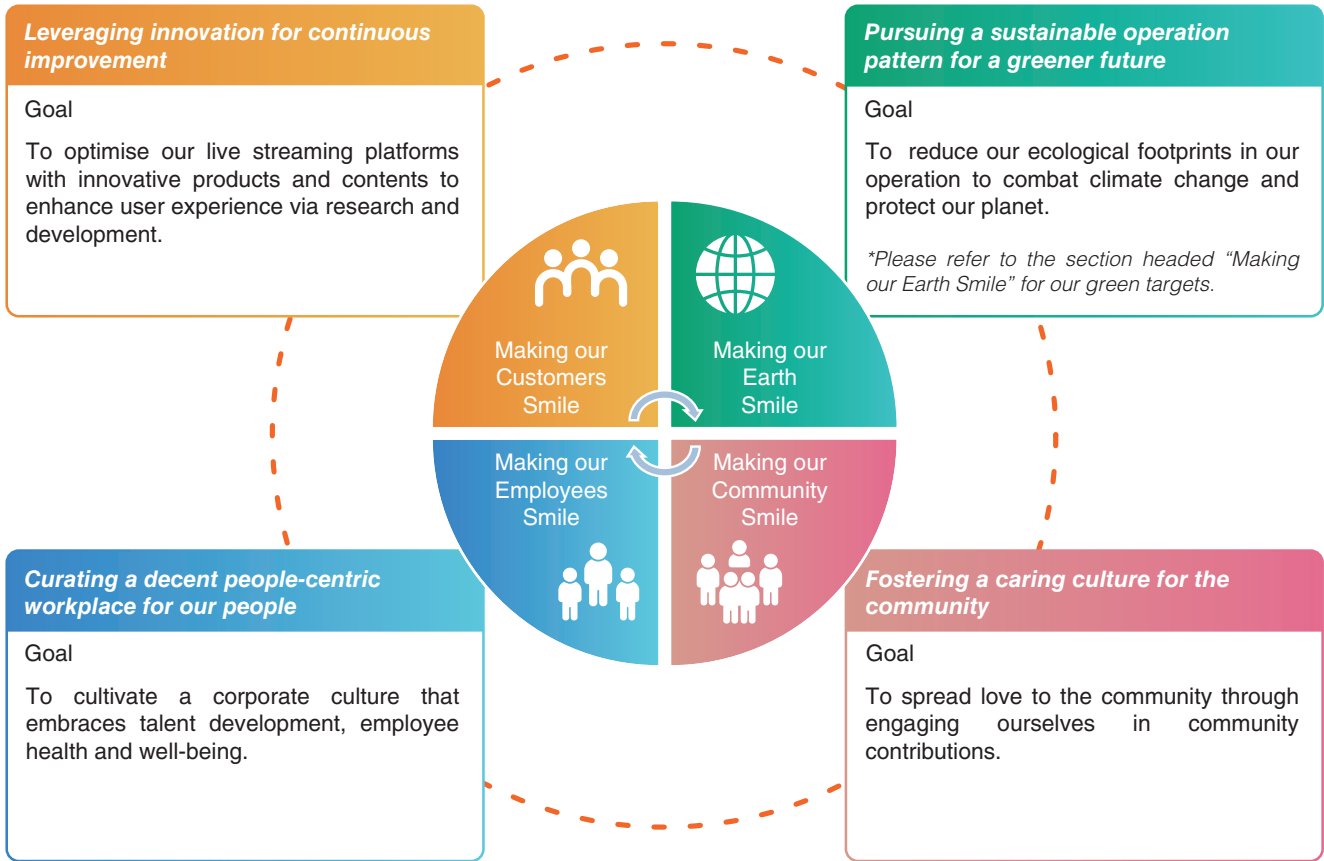 Leveraging innovation for continuous
improvement
Goal
To optimise our live streaming platforms
with innovative products and contents to
enhance user experience via research and
development.
Pursuing a sustainable operation
pattern for a greener future
Goal
To reduce our ecological footprints in our
operation to combat climate change and
protect our planet.
*Please refer to the section headed “Making
our Earth Smile” for our green targets.
Making our
Customers
Smile
Making our
Earth
Smile
Making our
Employees
Smile
Making our
Community
Smile
Curating a decent people-centric
workplace for our people
Goal
To cultivate a corporate culture that
embraces talent development, employee
health and well-being.
Fostering a caring culture for the
community
Goal
To spread love to the community through
engaging ourselves in community
contributions.